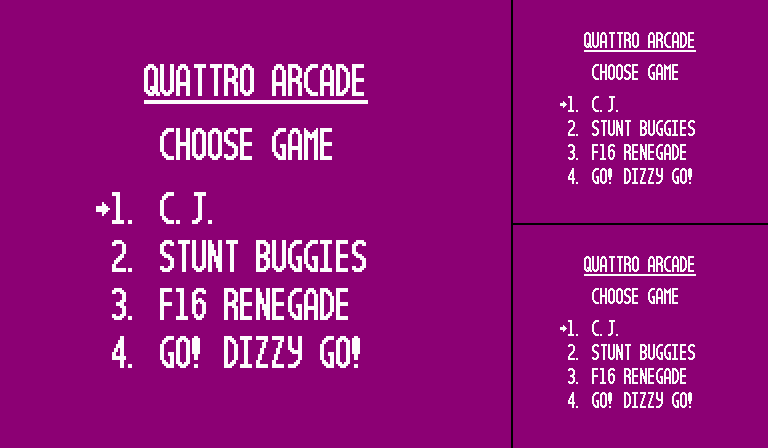 QUATTRO ARCADE
CHOOSE GAME
→1. C.J.
2. STUNT BUGGIES
3. F16 RENEGADE
4. GO! DIZZY GO!
QUATTRO ARCADE
CHOOSE GAME
→1. C.J.
2. STUNT BUGGIES
3. F16 RENEGADE
4. GO! DIZZY GO!
QUATTRO ARCADE
CHOOSE GAME
→1. C.J.
2. STUNT BUGGIES
3. F16 RENEGADE
4. GO! DIZZY GO!